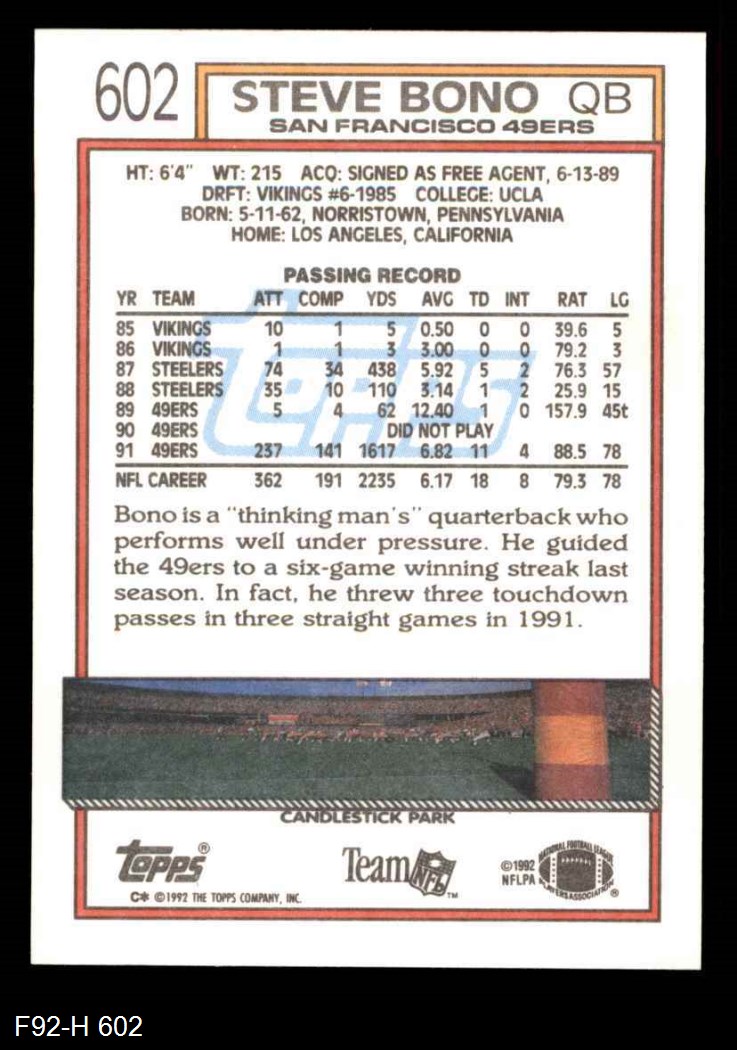 602 STEVE BONO QB
SAN FRANCISCO 49ERS
HT: 6'4" WT: 215 ACQ: SIGNED AS FREE AGENT, 6-13-89
DRFT: VIKINGS #6-1985 COLLEGE: UCLA
BORN: 5-11-62, NORRISTOWN, PENNSYLVANIA
HOME: LOS ANGELES, CALIFORNIA
PASSING RECORD
YR TEAM ATT COMP YDS AVG TD INT RAT LG
85 VIKINGS 10 1 5 0.50 0 0 39.6 5
86 VIKINGS 1 1 3 3.00 0 0 79.2 3
87 STEELERS 74 34 438 5.92 5 2 76.3 57
88 STEELERS 35 10 110 3.14 1 2 25.9 15
89 49ERS 5 4 62 12.40 1 0 157.9 45t
90 49ERS DID NOT PLAY
91 49ERS 237 141 1617 6.82 11 4 88.5 78
NFL CAREER 362 191 2235 6.17 18 8 79.3 78
Topps
Bono is a "thinking man's" quarterback who
performs well under pressure. He guided
the 49ers to a six-game winning streak last
season. In fact, he threw three touchdown
passes in three straight games in 1991.
CANDLESTICK PARK
Topps®
Team NFL™
©1992
NFLPA
NATIONAL FOOTBALL LEAGUE
PLAYERS ASSOCIATION ®
C* ©1992 THE TOPPS COMPANY, INC.
F92-H 602